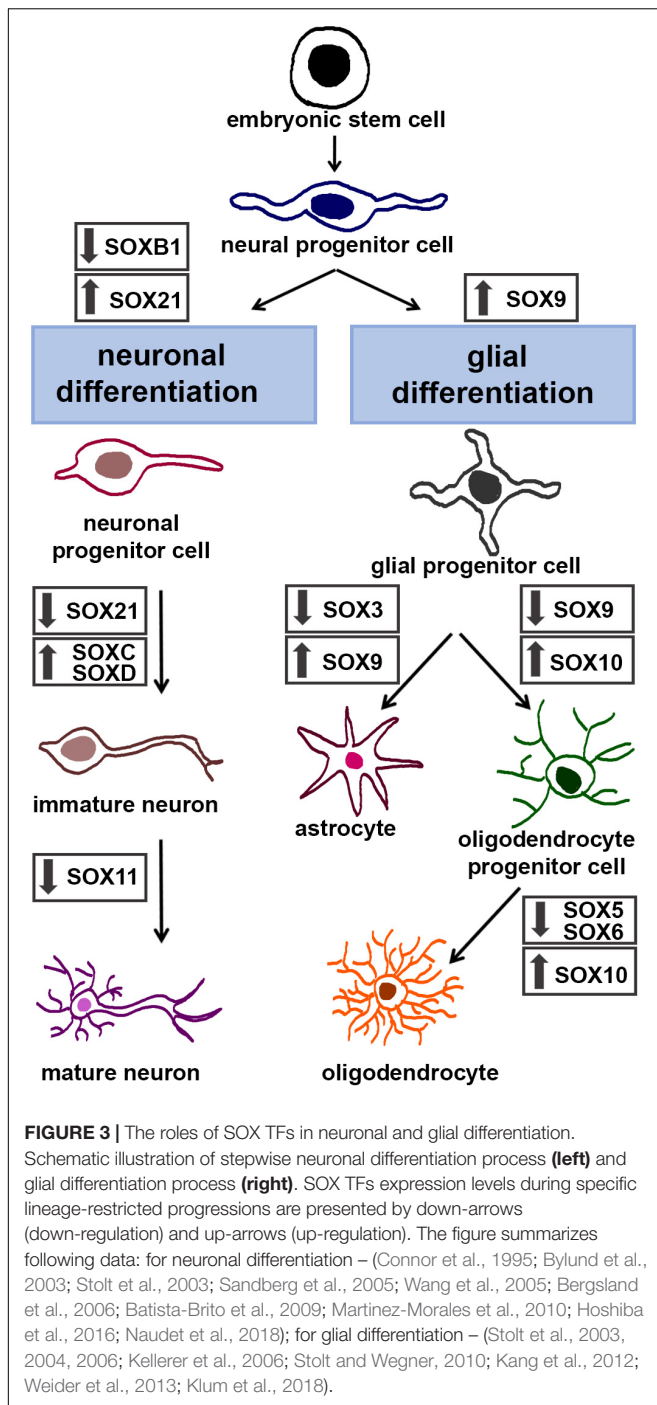 embryonic stem cell
neural progenitor cell
SOXB1
SOX21
SOX9
neuronal
differentiation
glial
differentiation
neuronal
progenitor cell
glial progenitor cell
SOX21
SOXC
SOXD
SOX3
SOX9
SOX9
SOX10
immature neuron
astrocyte
oligodendrocyte
progenitor cell
SOX11
SOX5
SOX6
SOX10
mature neuron
oligodendrocyte
FIGURE 3 | The roles of SOX TFs in neuronal and glial differentiation.
Schematic illustration of stepwise neuronal differentiation process (left) and
glial differentiation process (right). SOX TFs expression levels during specific
lineage-restricted progressions are presented by down-arrows
(down-regulation) and up-arrows (up-regulation). The figure summarizes
following data: for neuronal differentiation – (Connor et al., 1995; Bylund et al.,
2003; Stolt et al., 2003; Sandberg et al., 2005; Wang et al., 2005; Bergsland
et al., 2006; Batista-Brito et al., 2009; Martinez-Morales et al., 2010; Hoshiba
et al., 2016; Naudet et al., 2018); for glial differentiation – (Stolt et al., 2003,
2004, 2006; Kellerer et al., 2006; Stolt and Wegner, 2010; Kang et al., 2012;
Weider et al., 2013; Klum et al., 2018).